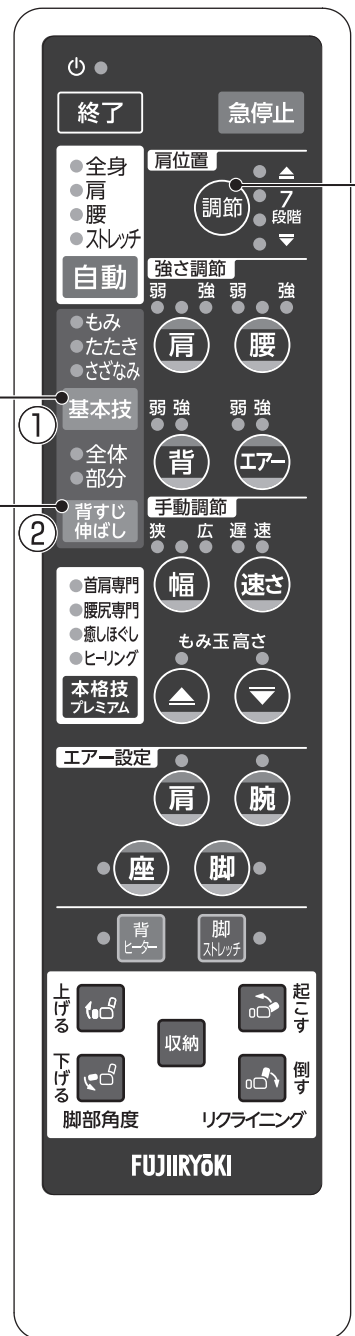 終了
急停止
全身
肩
腰
ストレッチ
自動
肩位置
調節
7
段階
強さ調節
弱 強 弱 強
肩 腰
もみ
たたき
さざなみ
① 基本技
弱 強 弱 強
背 エアー
全体
部分
② 背すじ
伸ばし
手動調節
狭 広 遅 速
幅 速さ
首肩専門
腰尻専門
癒しほぐし
ヒーリング
本格技
プレミアム
もみ玉高さ
エアー設定
肩 腕
座 脚
背
ヒーター
脚
ストレッチ
上げる
起こす
収納
下げる
倒す
脚部角度 リクライニング
FUJIIRYōKI